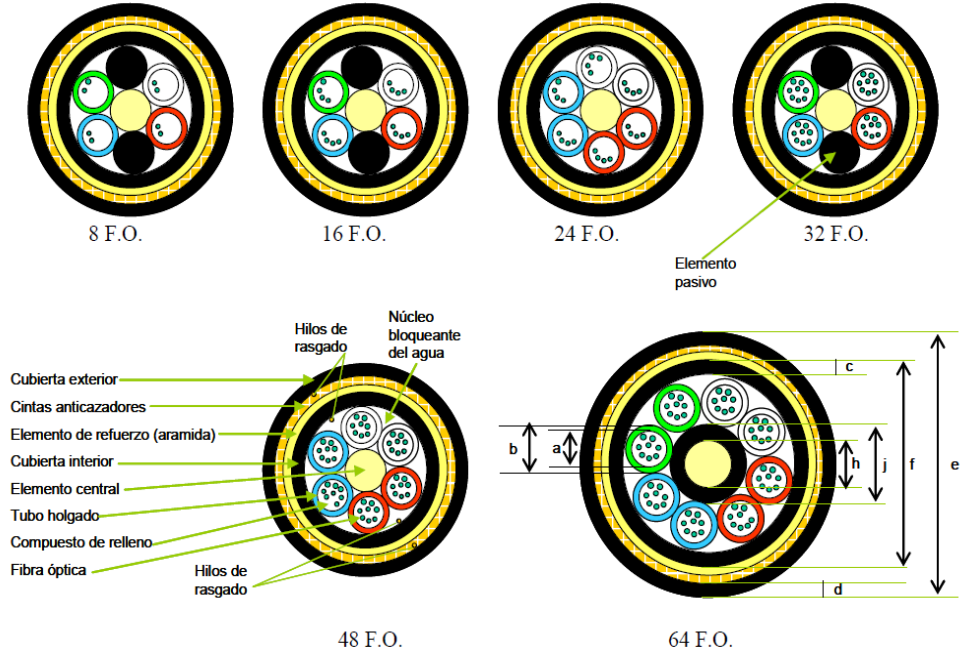 8 F.O.
16 F.O.
24 F.O.
32 F.O.
Elemento
pasivo
Hilos de
rasgado
Núcleo
bloqueante
del agua
Cubierta exterior
Cintas anticazadores
Elemento de refuerzo (aramida)
Cubierta interior
Elemento central
Tubo holgado
Compuesto de relleno
Fibra óptica
Hilos de
rasgado
b
a
c
h
j
f
e
d
48 F.O.
64 F.O.